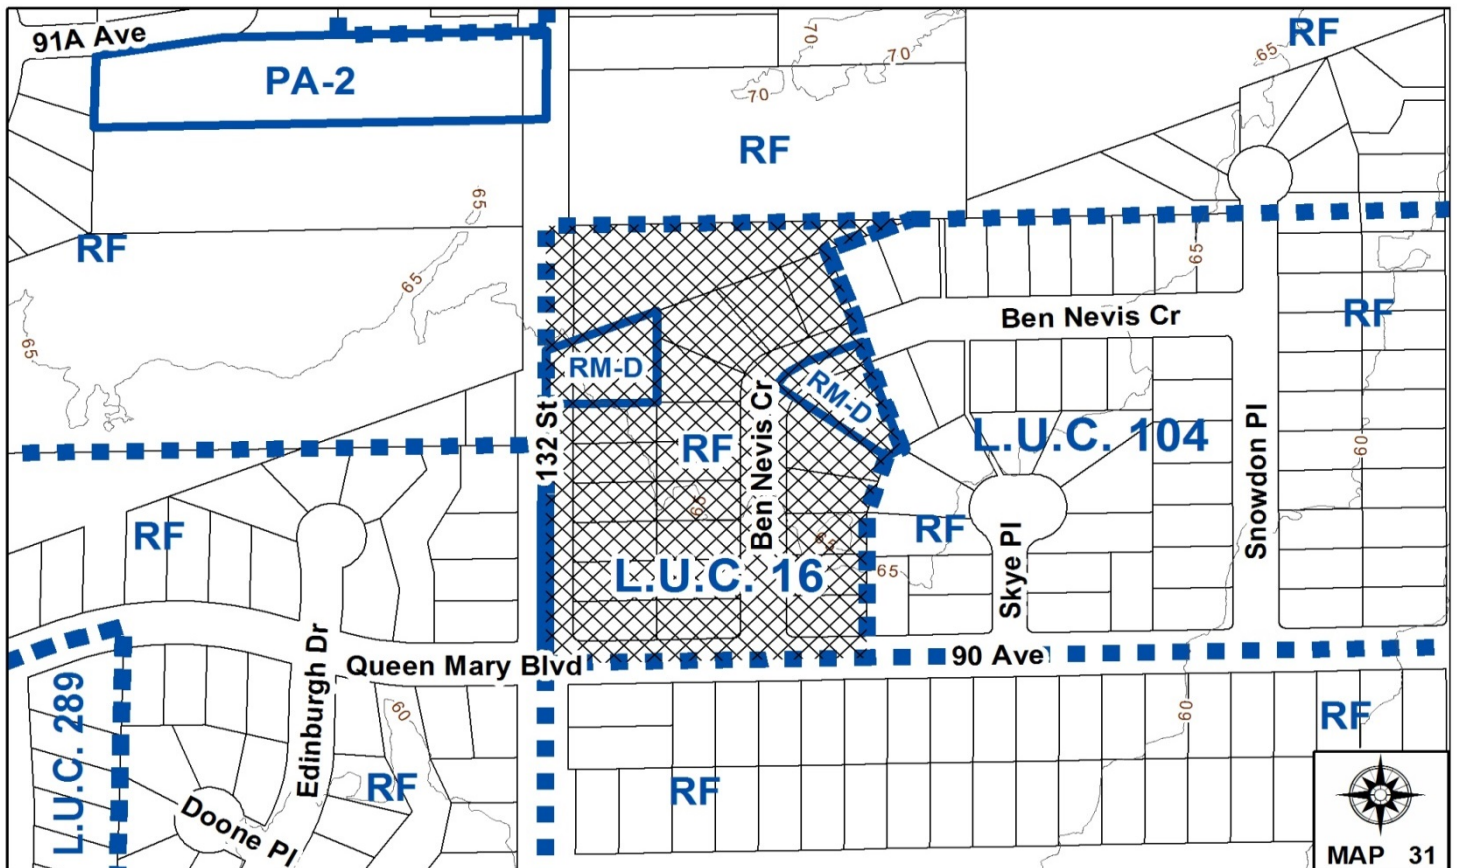 91A Ave
PA-2
70
70
70
RF
65
RF
65
RF
65
65
65
Ben Nevis Cr
RF
RM-D
RM-D
132 St
RF
Ben Nevis Cr
L.U.C. 104
Snowdon Pl
60
65
65
RF
RF
65
Skye Pl
L.U.C. 16
Edinburgh Dr
Queen Mary Blvd
90 Ave
L.U.C. 289
60
60
RF
RF
RF
Doone Pl
MAP 31